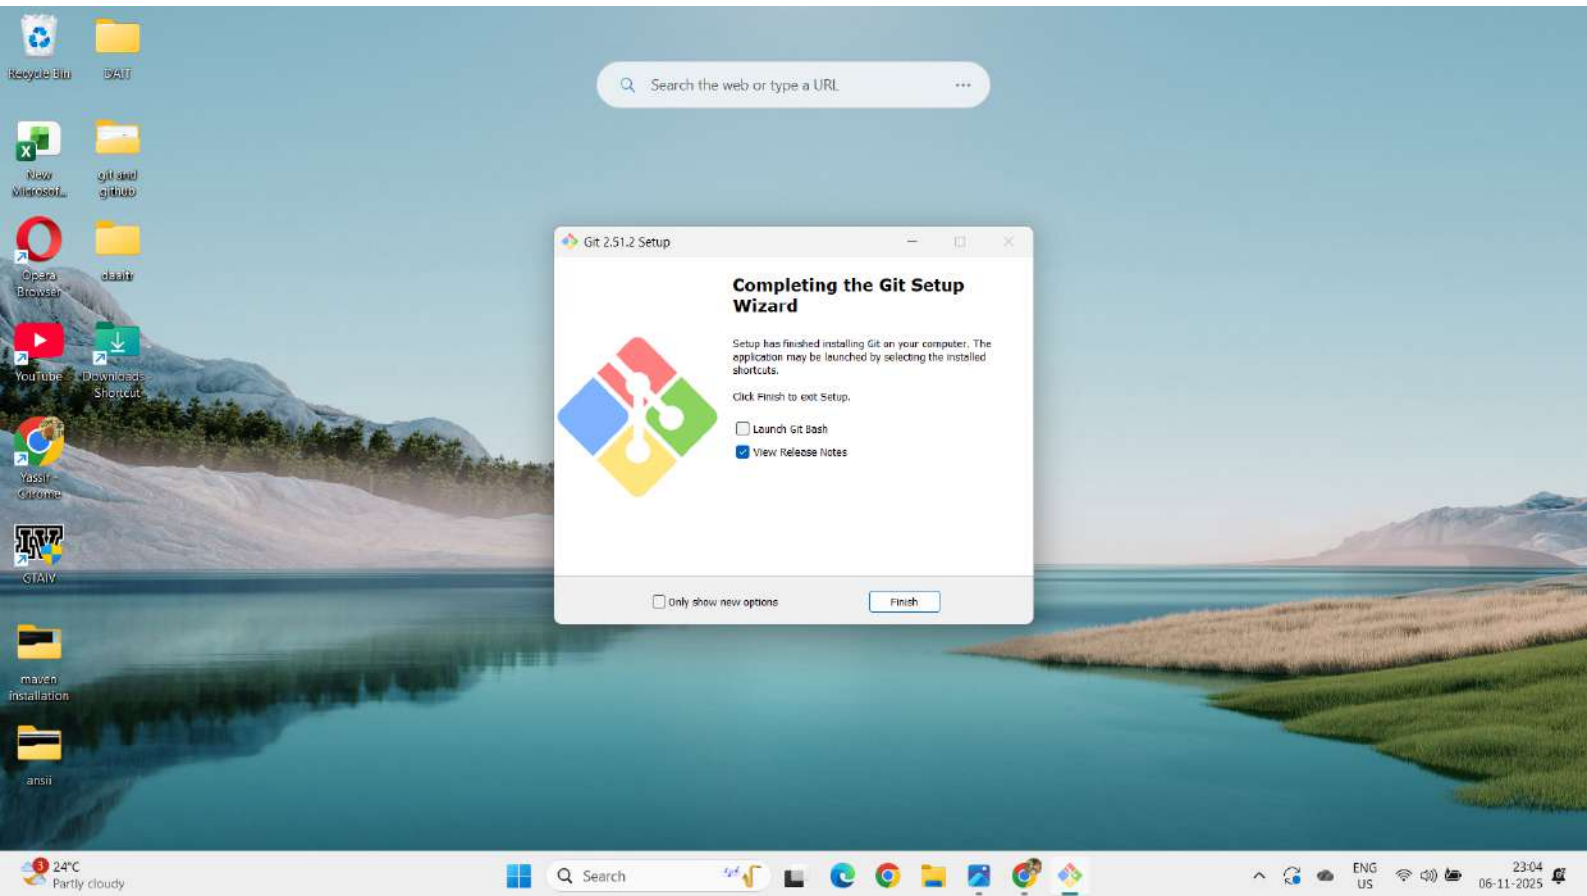 Recycle Bin
DAIT
Search the web or type a URL
New
Microsof...
git and
github
Git 2.51.2 Setup
Completing the Git Setup
Wizard
Setup has finished installing Git on your computer. The
application may be launched by selecting the installed
shortcuts.
Click Finish to exit Setup.
Launch Git Bash
View Release Notes
Only show new options
Finish
Opera
Browser
YouTube
Downloads -
Shortcut
Yassir -
Chrome
IV
GTAIV
maven
installation
ansii
3
24°C
Partly cloudy
Search
ENG
US
23:04
06-11-2025